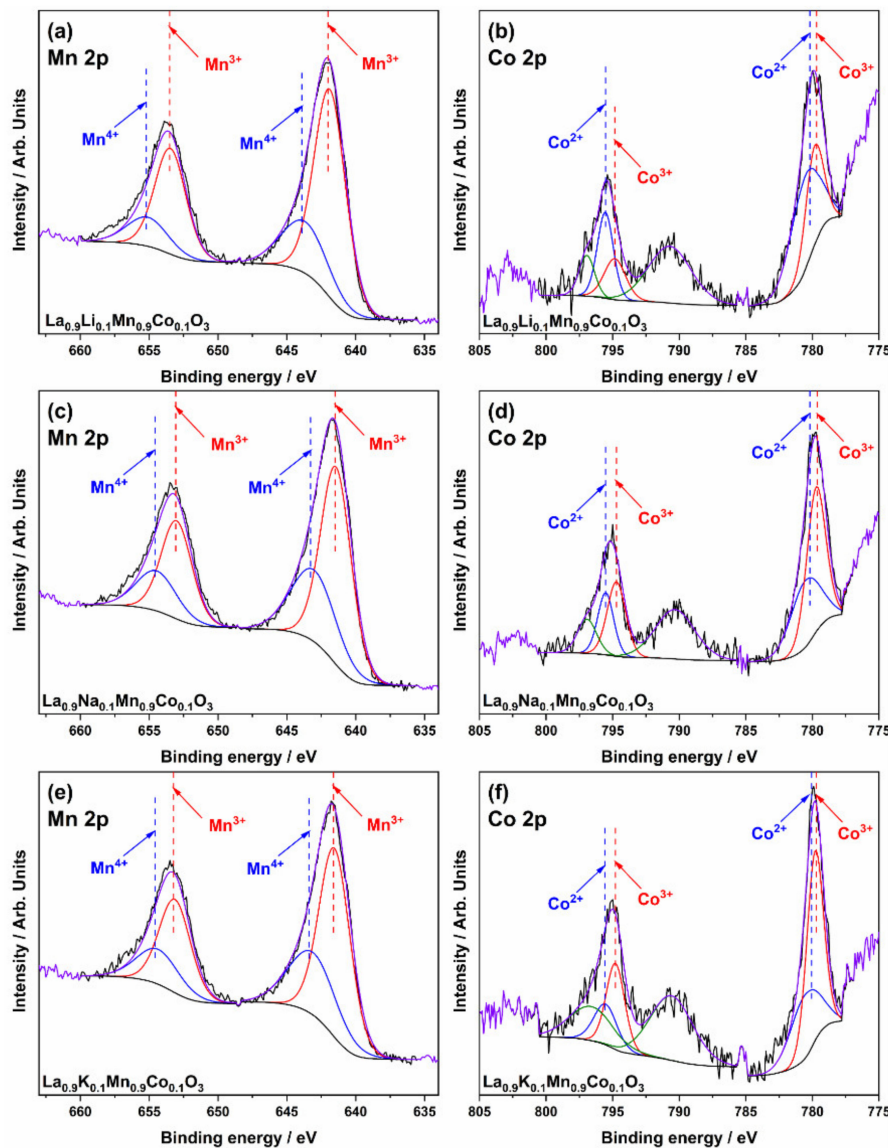 (a)
Mn 2p
Mn³⁺
Mn³⁺
Mn⁴⁺
Mn⁴⁺
Intensity / Arb. Units
La₀.₉Li₀.₁Mn₀.₉Co₀.₁O₃
660 655 650 645 640 635
Binding energy / eV
(b)
Co 2p
Co²⁺
Co³⁺
Co²⁺
Co³⁺
Intensity / Arb. Units
La₀.₉Li₀.₁Mn₀.₉Co₀.₁O₃
805 800 795 790 785 780 775
Binding energy / eV
(c)
Mn 2p
Mn³⁺
Mn³⁺
Mn⁴⁺
Mn⁴⁺
Intensity / Arb. Units
La₀.₉Na₀.₁Mn₀.₉Co₀.₁O₃
660 655 650 645 640 635
Binding energy / eV
(d)
Co 2p
Co²⁺
Co³⁺
Co²⁺
Co³⁺
Intensity / Arb. Units
La₀.₉Na₀.₁Mn₀.₉Co₀.₁O₃
805 800 795 790 785 780 775
Binding energy / eV
(e)
Mn 2p
Mn³⁺
Mn³⁺
Mn⁴⁺
Mn⁴⁺
Intensity / Arb. Units
La₀.₉K₀.₁Mn₀.₉Co₀.₁O₃
660 655 650 645 640 635
Binding energy / eV
(f)
Co 2p
Co²⁺
Co³⁺
Co²⁺
Co³⁺
Intensity / Arb. Units
La₀.₉K₀.₁Mn₀.₉Co₀.₁O₃
805 800 795 790 785 780 775
Binding energy / eV